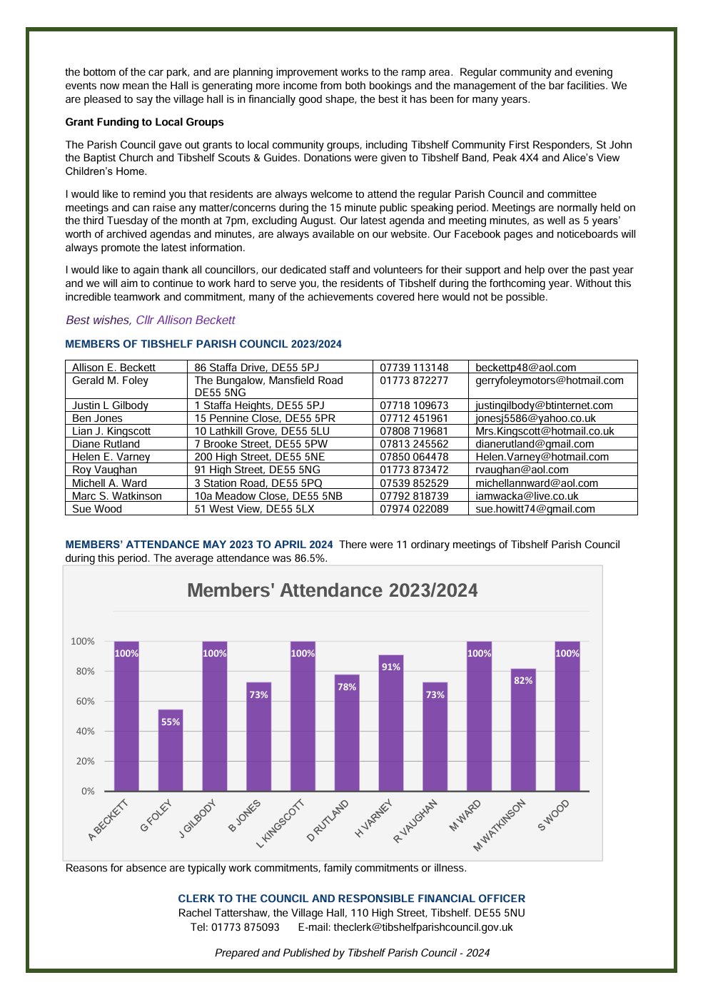 the bottom of the car park, and are planning improvement works to the ramp area.  Regular community and evening
events now mean the Hall is generating more income from both bookings and the management of the bar facilities. We
are pleased to say the village hall is in financially good shape, the best it has been for many years.
Grant Funding to Local Groups
The Parish Council gave out grants to local community groups, including Tibshelf Community First Responders, St John
the Baptist Church and Tibshelf Scouts & Guides. Donations were given to Tibshelf Band, Peak 4X4 and Alice's View
Children's Home.
I would like to remind you that residents are always welcome to attend the regular Parish Council and committee
meetings and can raise any matter/concerns during the 15 minute public speaking period. Meetings are normally held on
the third Tuesday of the month at 7pm, excluding August. Our latest agenda and meeting minutes, as well as 5 years'
worth of archived agendas and minutes, are always available on our website. Our Facebook pages and noticeboards will
always promote the latest information.
I would like to again thank all councillors, our dedicated staff and volunteers for their support and help over the past year
and we will aim to continue to work hard to serve you, the residents of Tibshelf during the forthcoming year. Without this
incredible teamwork and commitment, many of the achievements covered here would not be possible.
Best wishes, Cllr Allison Beckett
MEMBERS OF TIBSHELF PARISH COUNCIL 2023/2024
Allison E. Beckett 86 Staffa Drive, DE55 5PJ 07739 113148 beckettp48@aol.com
Gerald M. Foley The Bungalow, Mansfield Road 01773 872277 gerryfoleymotors@hotmail.com
DE55 5NG
Justin L Gilbody 1 Staffa Heights, DE55 5PJ 07718 109673 justingilbody@btinternet.com
Ben Jones 15 Pennine Close, DE55 5PR 07712 451961 jonesj5586@yahoo.co.uk
Lian J. Kingscott 10 Lathkill Grove, DE55 5LU 07808 719681 Mrs.Kingscott@hotmail.co.uk
Diane Rutland 7 Brooke Street, DE55 5PW 07813 245562 dianerutland@gmail.com
Helen E. Varney 200 High Street, DE55 5NE 07850 064478 Helen.Varney@hotmail.com
Roy Vaughan 91 High Street, DE55 5NG 01773 873472 rvaughan@aol.com
Michell A. Ward 3 Station Road, DE55 5PQ 07539 852529 michellannward@aol.com
Marc S. Watkinson 10a Meadow Close, DE55 5NB 07792 818739 iamwacka@live.co.uk
Sue Wood 51 West View, DE55 5LX 07974 022089 sue.howitt74@gmail.com
MEMBERS' ATTENDANCE MAY 2023 TO APRIL 2024  There were 11 ordinary meetings of Tibshelf Parish Council
during this period. The average attendance was 86.5%.
Members' Attendance 2023/2024
100%
80%
60%
40%
20%
0%
100% 55% 100% 73% 100% 78% 91% 73% 100% 82% 100%
A BECKETT G FOLEY J GILBODY B JONES L KINGSCOTT D RUTLAND H VARNEY R VAUGHAN M WARD M WATKINSON S WOOD
Reasons for absence are typically work commitments, family commitments or illness.
CLERK TO THE COUNCIL AND RESPONSIBLE FINANCIAL OFFICER
Rachel Tattershaw, the Village Hall, 110 High Street, Tibshelf. DE55 5NU
Tel: 01773 875093 E-mail: theclerk@tibshelfparishcouncil.gov.uk
Prepared and Published by Tibshelf Parish Council - 2024